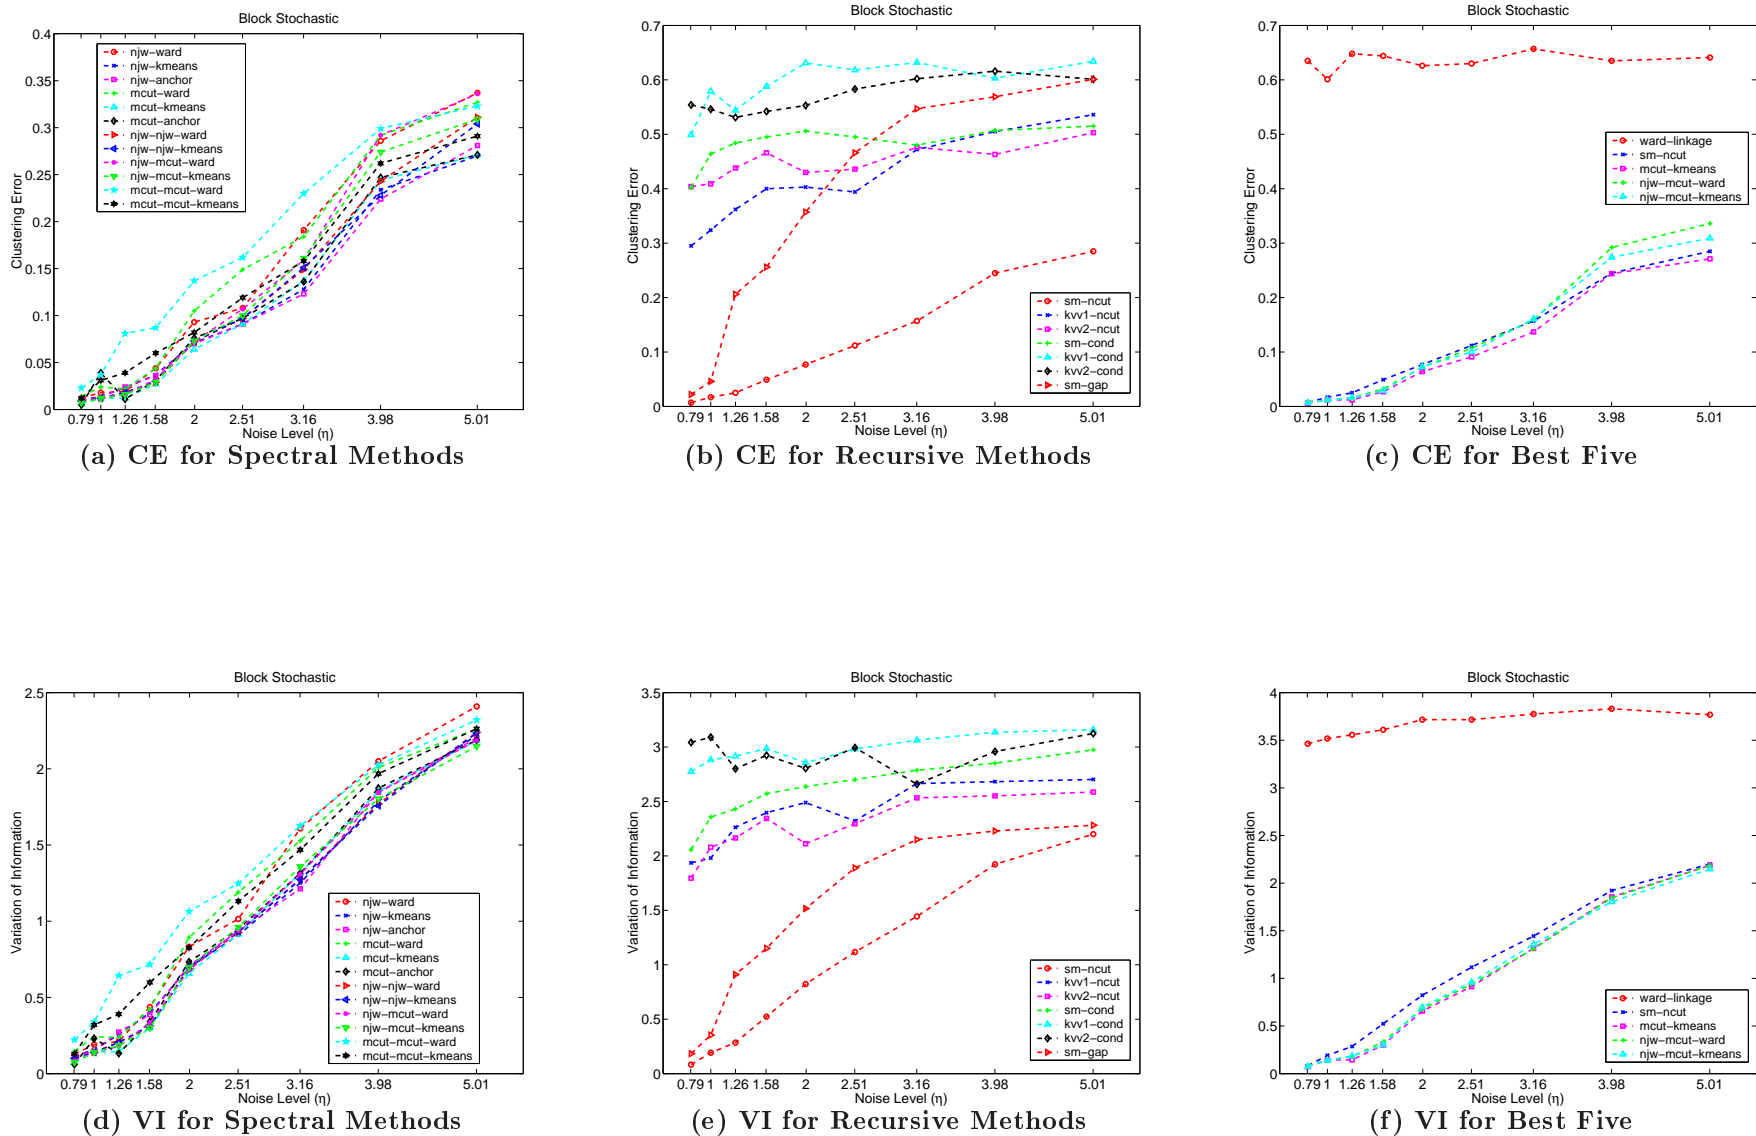 Block Stochastic
0.4
0.35
0.3
0.25
0.2
0.15
0.1
0.05
0
Clustering Error
njw-ward
njw-kmeans
njw-anchor
mcut-ward
mcut-kmeans
mcut-anchor
njw-njw-ward
njw-njw-kmeans
njw-mcut-ward
njw-mcut-kmeans
mcut-mcut-ward
mcut-mcut-kmeans
0.79 1 1.26 1.58 2 2.51 3.16 3.98 5.01
Noise Level (η)
(a) CE for Spectral Methods
Block Stochastic
0.7
0.6
0.5
0.4
0.3
0.2
0.1
0
Clustering Error
sm-ncut
kvv1-ncut
kvv2-ncut
sm-cond
kvv1-cond
kvv2-cond
sm-gap
0.79 1 1.26 1.58 2 2.51 3.16 3.98 5.01
Noise Level (η)
(b) CE for Recursive Methods
Block Stochastic
0.7
0.6
0.5
0.4
0.3
0.2
0.1
0
Clustering Error
ward-linkage
sm-ncut
mcut-kmeans
njw-mcut-ward
njw-mcut-kmeans
0.79 1 1.26 1.58 2 2.51 3.16 3.98 5.01
Noise Level (η)
(c) CE for Best Five
Block Stochastic
2.5
2
1.5
1
0.5
0
Variation of Information
njw-ward
njw-kmeans
njw-anchor
mcut-ward
mcut-kmeans
mcut-anchor
njw-njw-ward
njw-njw-kmeans
njw-mcut-ward
njw-mcut-kmeans
mcut-mcut-ward
mcut-mcut-kmeans
0.79 1 1.26 1.58 2 2.51 3.16 3.98 5.01
Noise Level (η)
(d) VI for Spectral Methods
Block Stochastic
3.5
3
2.5
2
1.5
1
0.5
0
Variation of Information
sm-ncut
kvv1-ncut
kvv2-ncut
sm-cond
kvv1-cond
kvv2-cond
sm-gap
0.79 1 1.26 1.58 2 2.51 3.16 3.98 5.01
Noise Level (η)
(e) VI for Recursive Methods
Block Stochastic
4
3.5
3
2.5
2
1.5
1
0.5
0
Variation of Information
ward-linkage
sm-ncut
mcut-kmeans
njw-mcut-ward
njw-mcut-kmeans
0.79 1 1.26 1.58 2 2.51 3.16 3.98 5.01
Noise Level (η)
(f) VI for Best Five